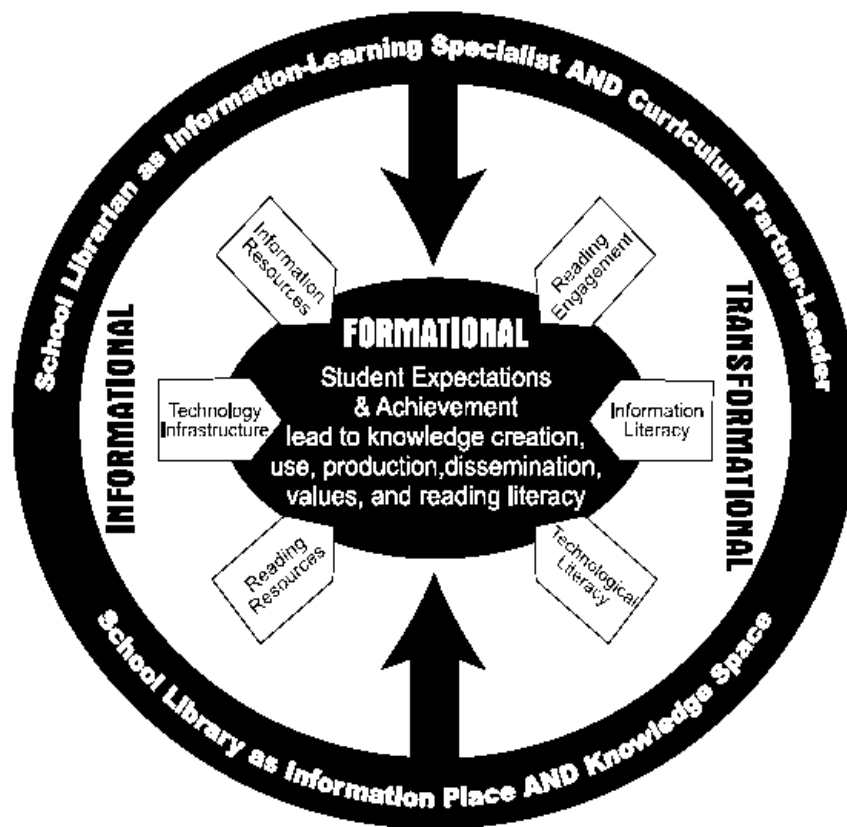 School Librarian as Information-Learning Specialist AND Curriculum Partner-Leader
Information
Resources
Reading
Engagement
INFORMATIONAL
TRANSFORMATIONAL
FORMATIONAL
Student Expectations
& Achievement
lead to knowledge creation,
use, production,dissemination,
values, and reading literacy
Technology
Infrastructure
Information
Literacy
Reading
Resources
Technological
Literacy
School Library as Information Place AND Knowledge Space